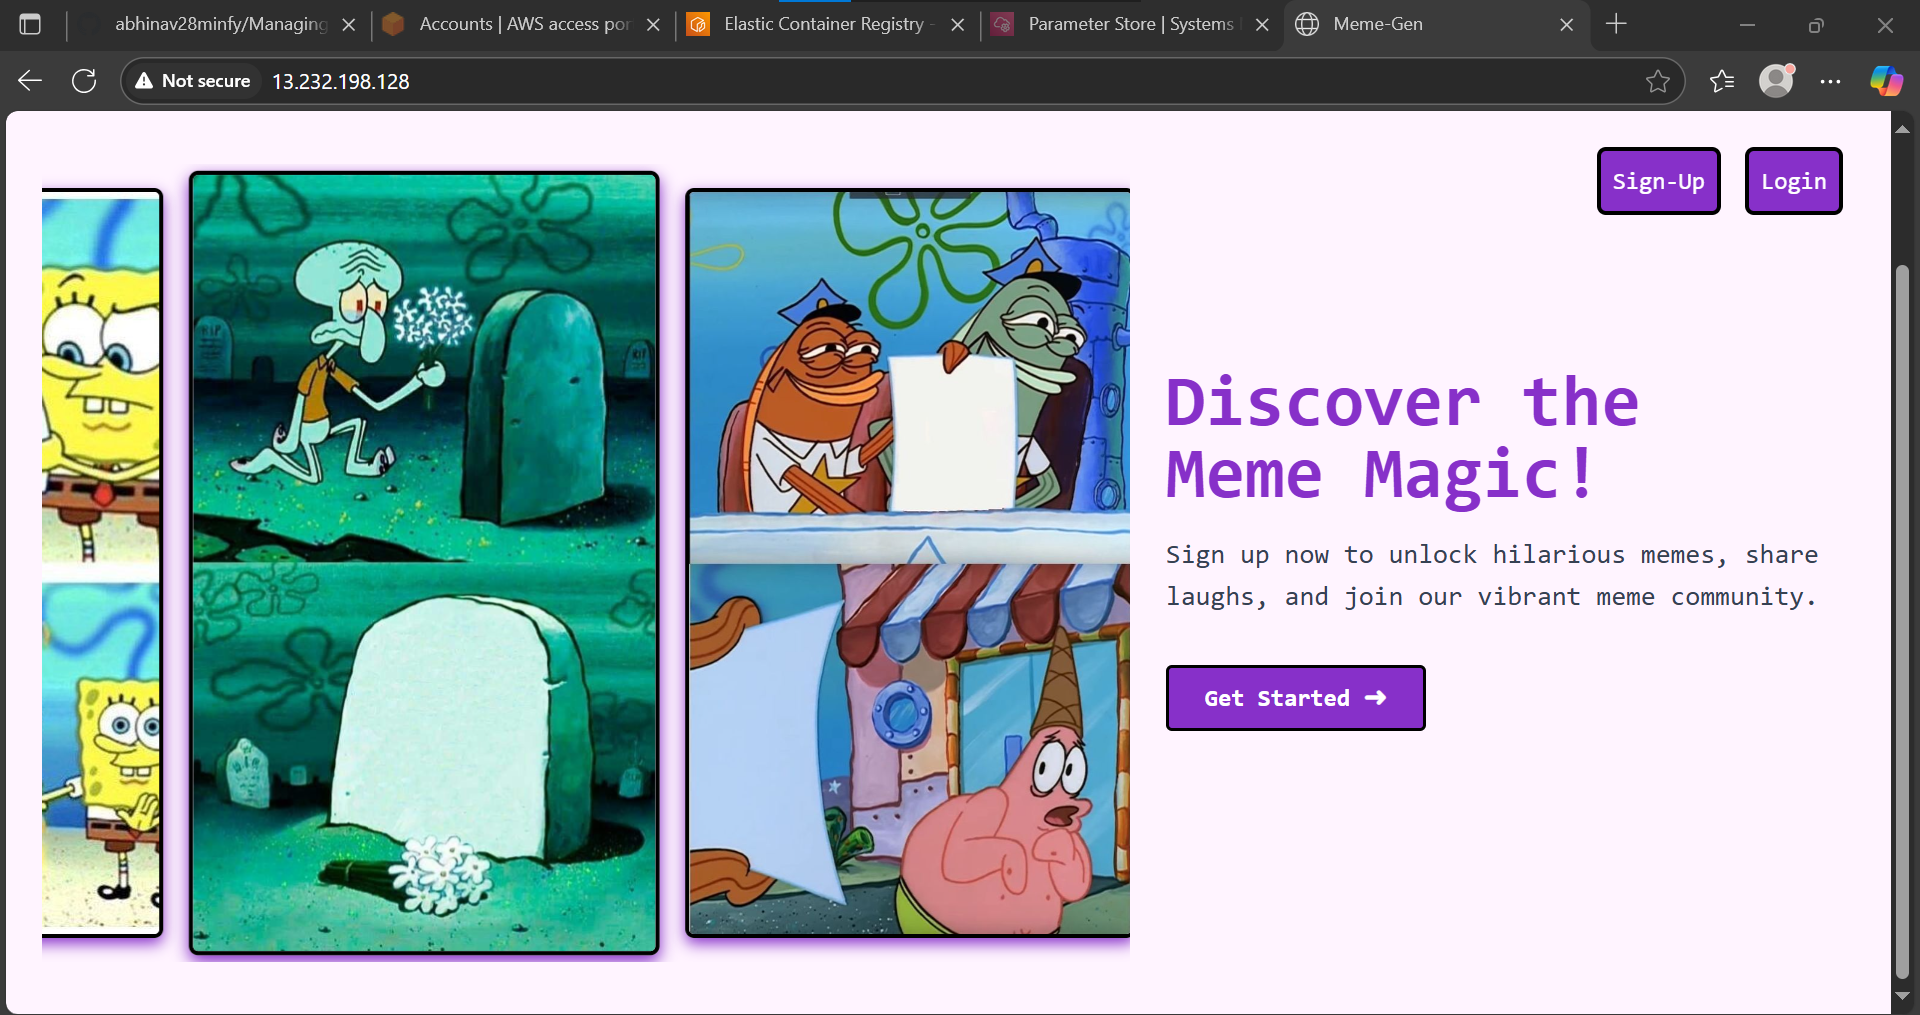 abhinav28minfy/Managing
Accounts | AWS access por
Elastic Container Registry -
Parameter Store | Systems
Meme-Gen
Not secure
13.232.198.128
Sign-Up
Login
RIP
RIP
Discover the
Meme Magic!
Sign up now to unlock hilarious memes, share
laughs, and join our vibrant meme community.
Get Started ➜